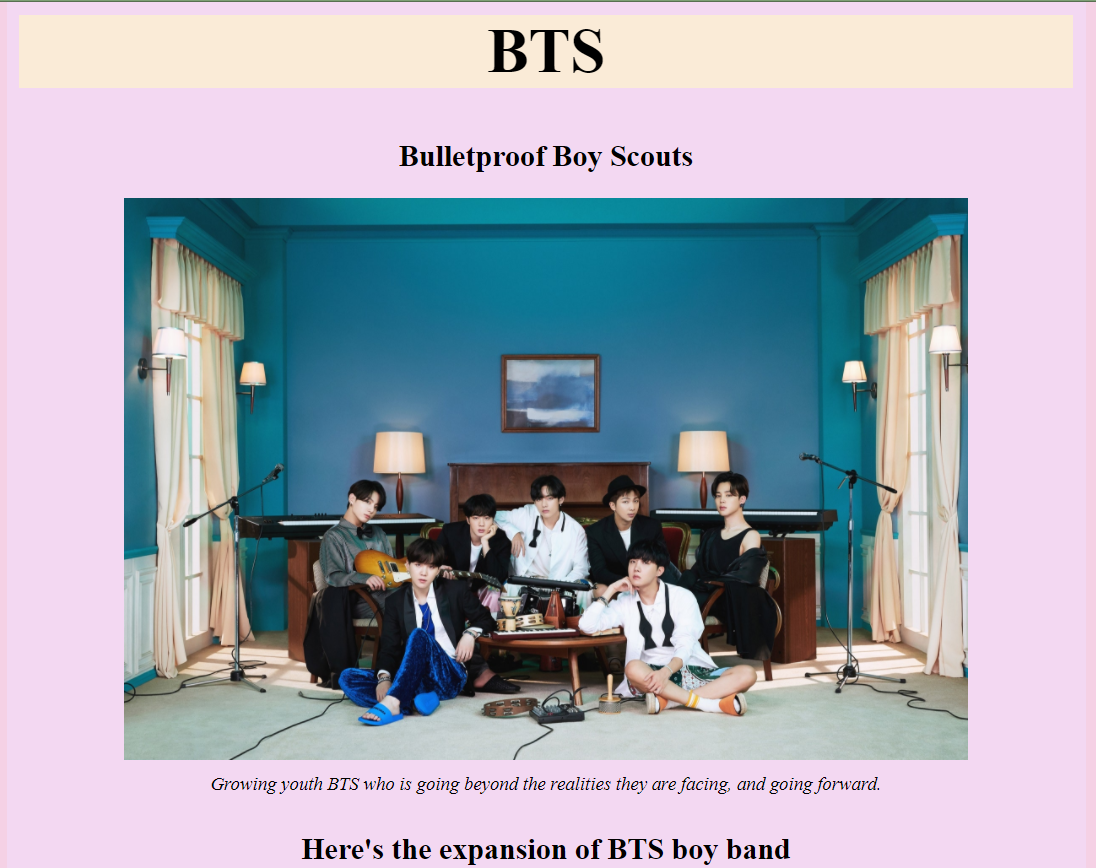 BTS
Bulletproof Boy Scouts
Growing youth BTS who is going beyond the realities they are facing, and going forward.
Here's the expansion of BTS boy band